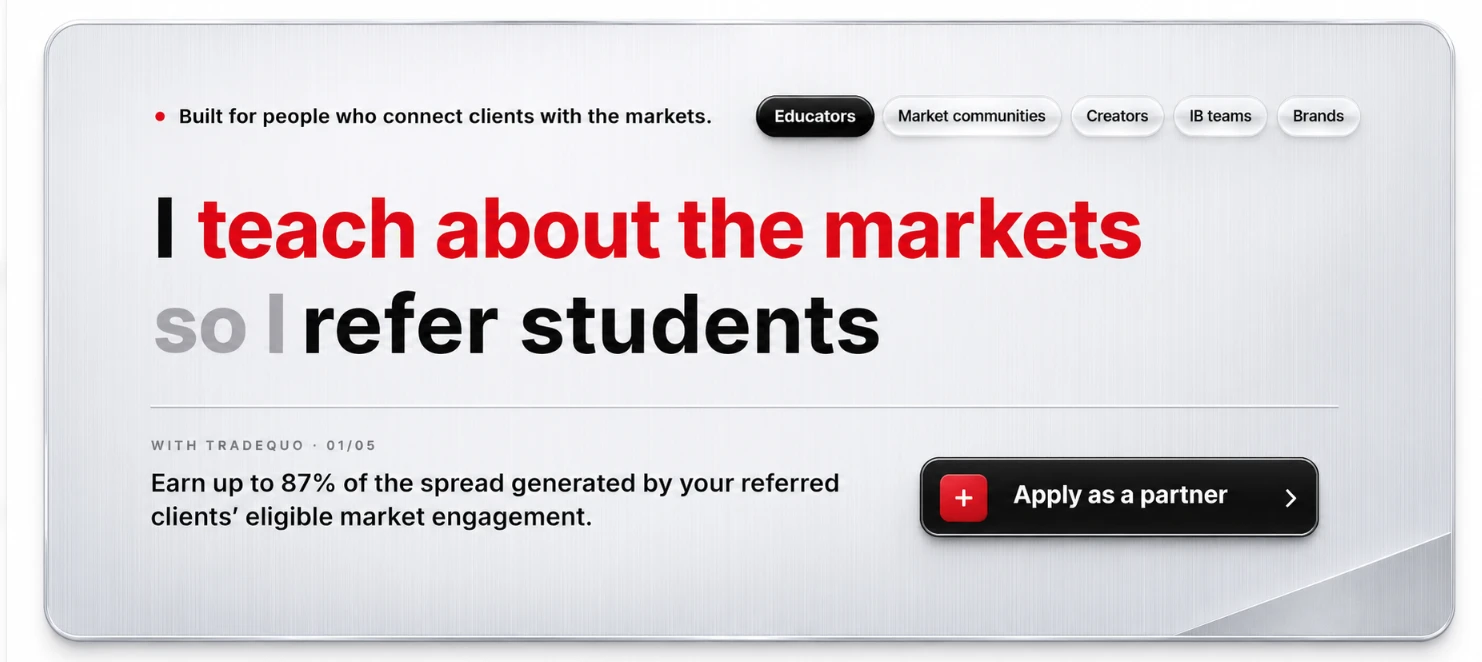 Built for people who connect clients with the markets.
Educators
Market communities
Creators
IB teams
Brands
I teach about the markets
so I refer students
WITH TRADEQUO · 01/05
Earn up to 87% of the spread generated by your referred
clients’ eligible market engagement.
Apply as a partner